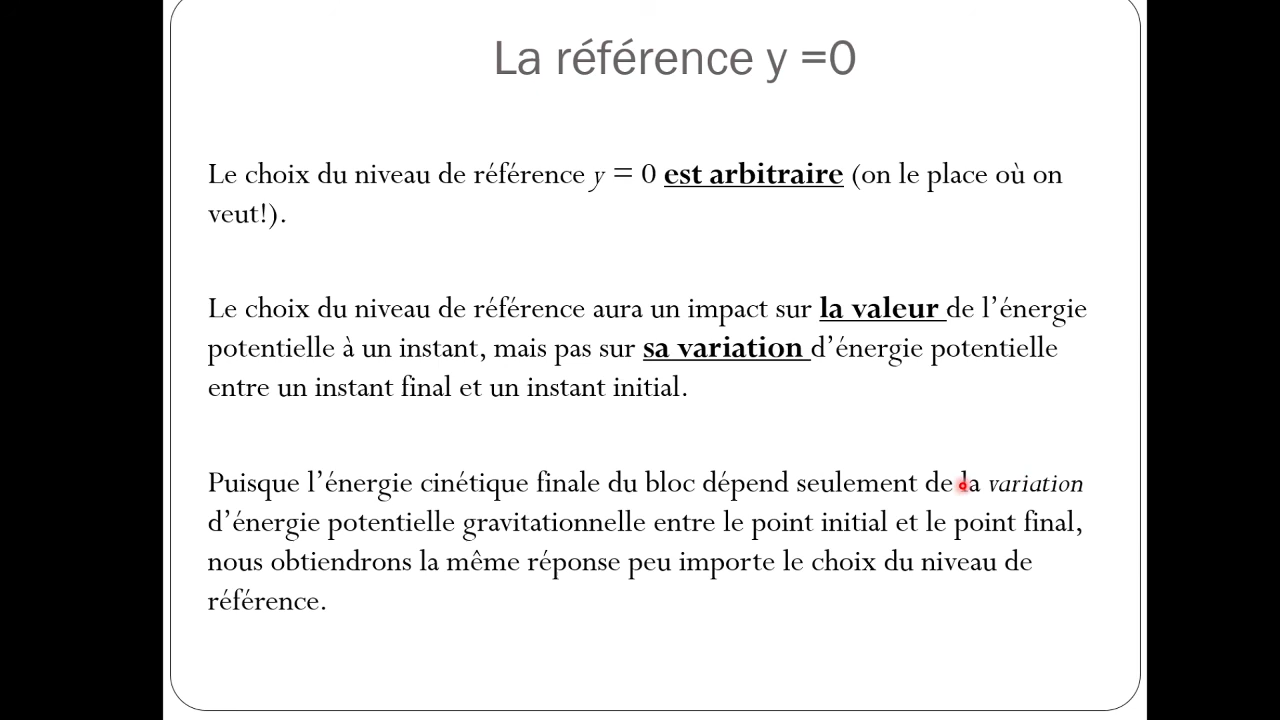 La référence y =0
Le choix du niveau de référence y = 0 est arbitraire (on le place où on
veut!).
Le choix du niveau de référence aura un impact sur la valeur de l’énergie
potentielle à un instant, mais pas sur sa variation d’énergie potentielle
entre un instant final et un instant initial.
Puisque l’énergie cinétique finale du bloc dépend seulement de la variation
d’énergie potentielle gravitationnelle entre le point initial et le point final,
nous obtiendrons la même réponse peu importe le choix du niveau de
référence.